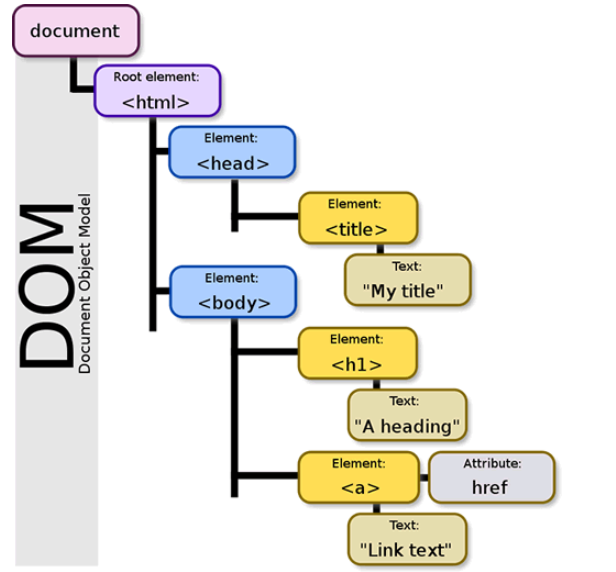 document
Root element:
<html>
Element:
<head>
Element:
<title>
Text:
"My title"
Element:
<body>
Element:
<h1>
Text:
"A heading"
Element:
<a>
Attribute:
href
Text:
"Link text"
DOM
Document Object Model